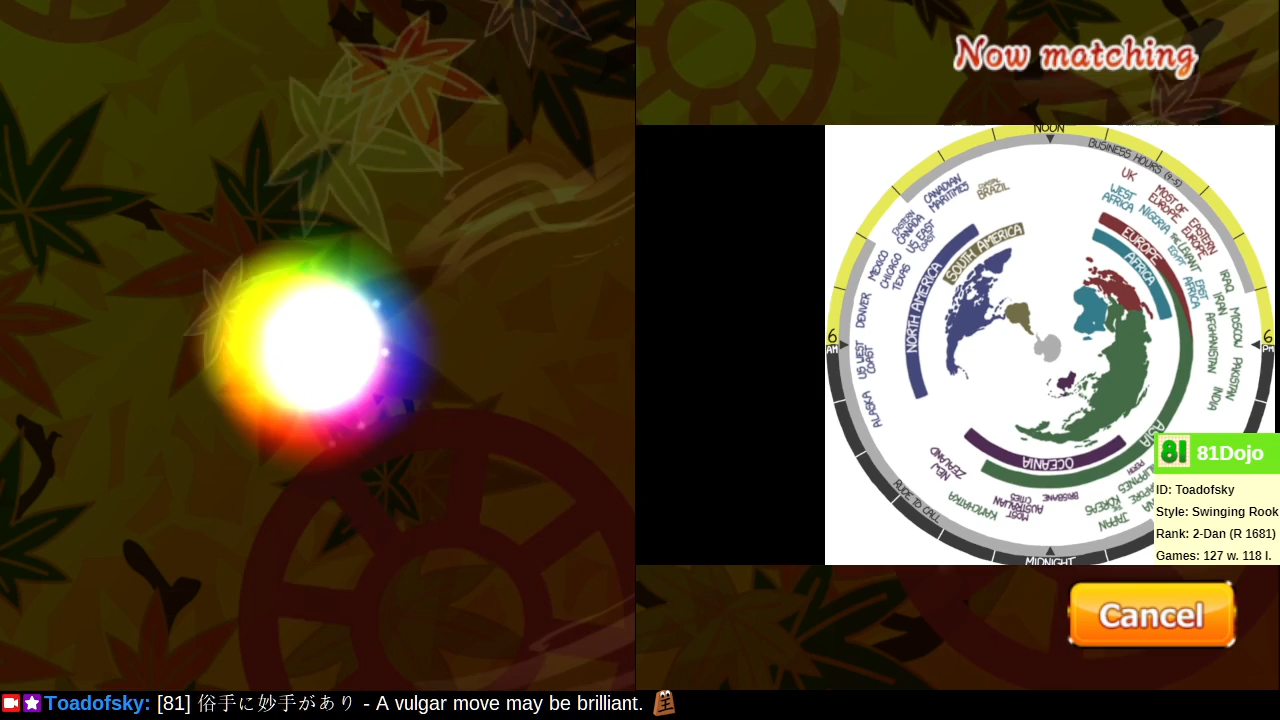 Now matching
NOON
BUSINESS HOURS (9-5)
UK
CANADIAN MARITIMES
COASTAL BRAZIL
WEST AFRICA
MOST OF EUROPE
NIGERIA
EASTERN EUROPE
EASTERN CANADA
US EAST COAST
THE LEVANT
EGYPT
EUROPE
SOUTH AMERICA
AFRICA
MEXICO
CHICAGO
TEXAS
EAST AFRICA
IRAQ
IRAN
NORTH AMERICA
DENVER
MOSCOW
AFGHANISTAN
6 AM
6 PM
US WEST COAST
PAKISTAN
INDIA
ALASKA
ASIA
OCEANIA
NEW ZEALAND
PERTH
RUDE TO CALL
KAMCHATKA
MOST AUSTRALIAN CITIES
BRISBANE
KOREAS
JAPAN
MIDNIGHT
81 81Dojo
ID: Toadofsky
Style: Swinging Rook
Rank: 2-Dan (R 1681)
Games: 127 w. 118 l.
Cancel
Toadofsky: [81] 俗手に妙手があり - A vulgar move may be brilliant.